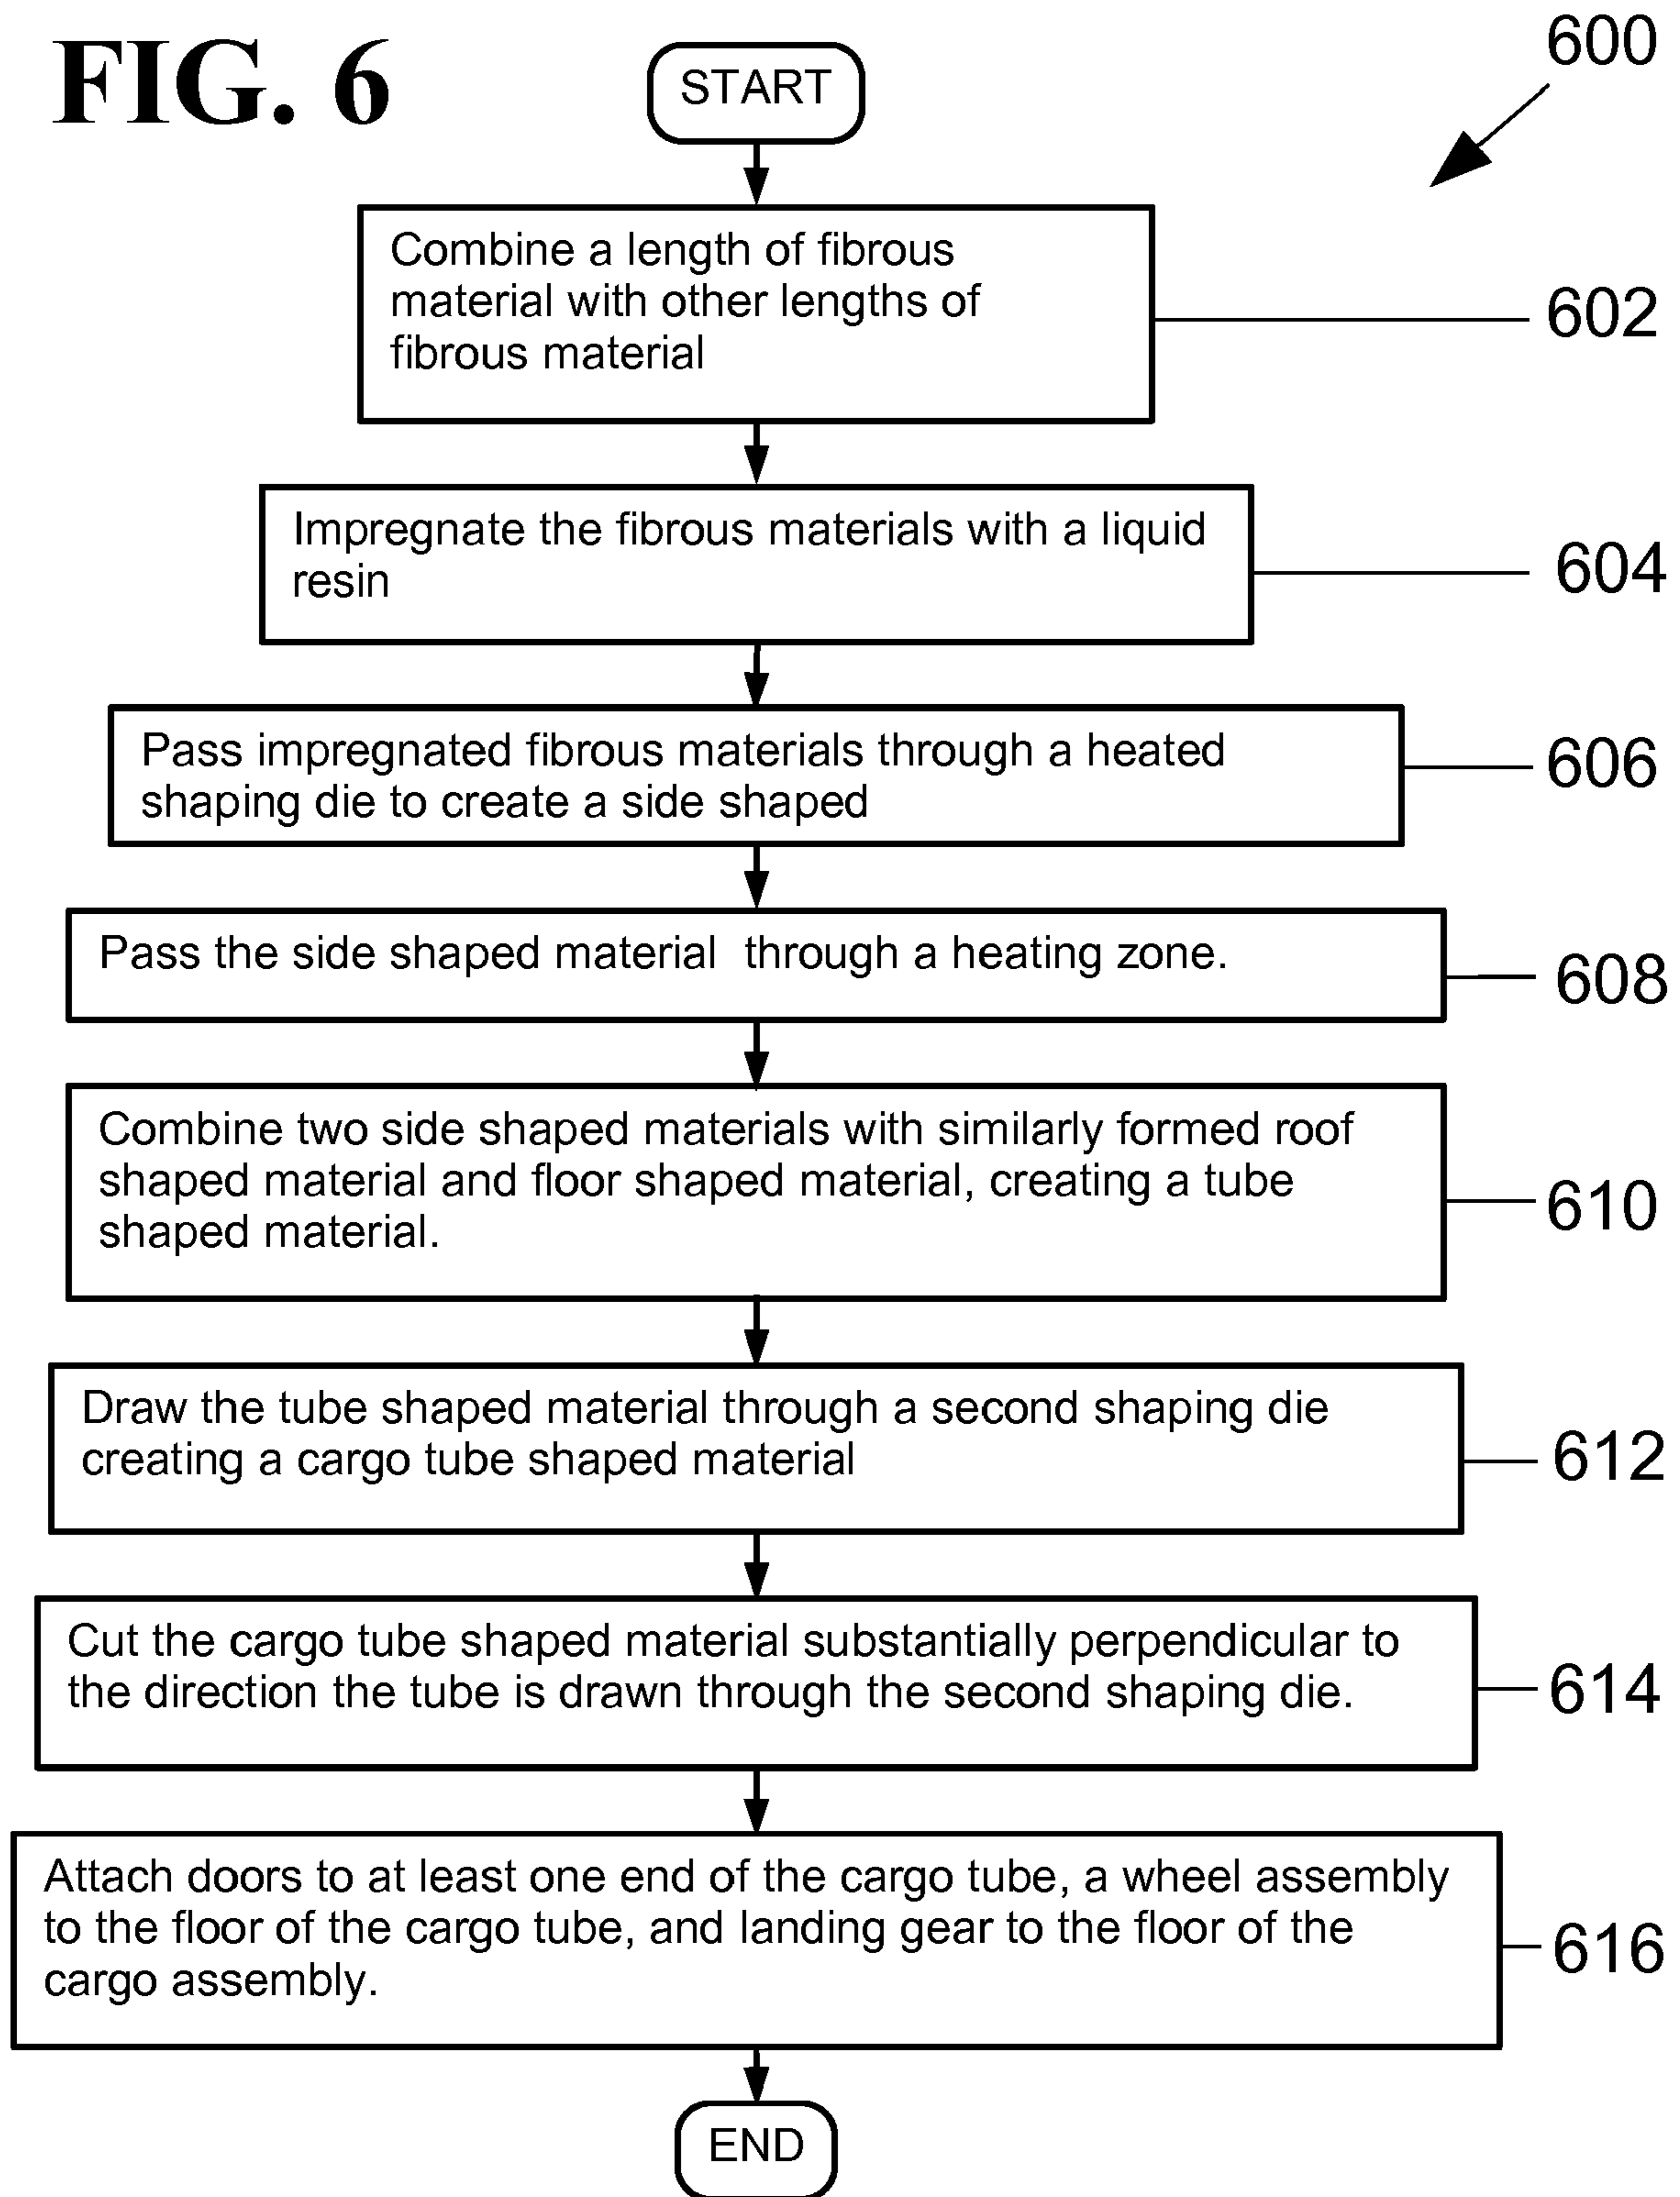 FIG. 6
START
600
Combine a length of fibrous
material with other lengths of
fibrous material
602
Impregnate the fibrous materials with a liquid
resin
604
Pass impregnated fibrous materials through a heated
shaping die to create a side shaped
606
Pass the side shaped material  through a heating zone.
608
Combine two side shaped materials with similarly formed roof
shaped material and floor shaped material, creating a tube
shaped material.
610
Draw the tube shaped material through a second shaping die
creating a cargo tube shaped material
612
Cut the cargo tube shaped material substantially perpendicular to
the direction the tube is drawn through the second shaping die.
614
Attach doors to at least one end of the cargo tube, a wheel assembly
to the floor of the cargo tube, and landing gear to the floor of the
cargo assembly.
616
END